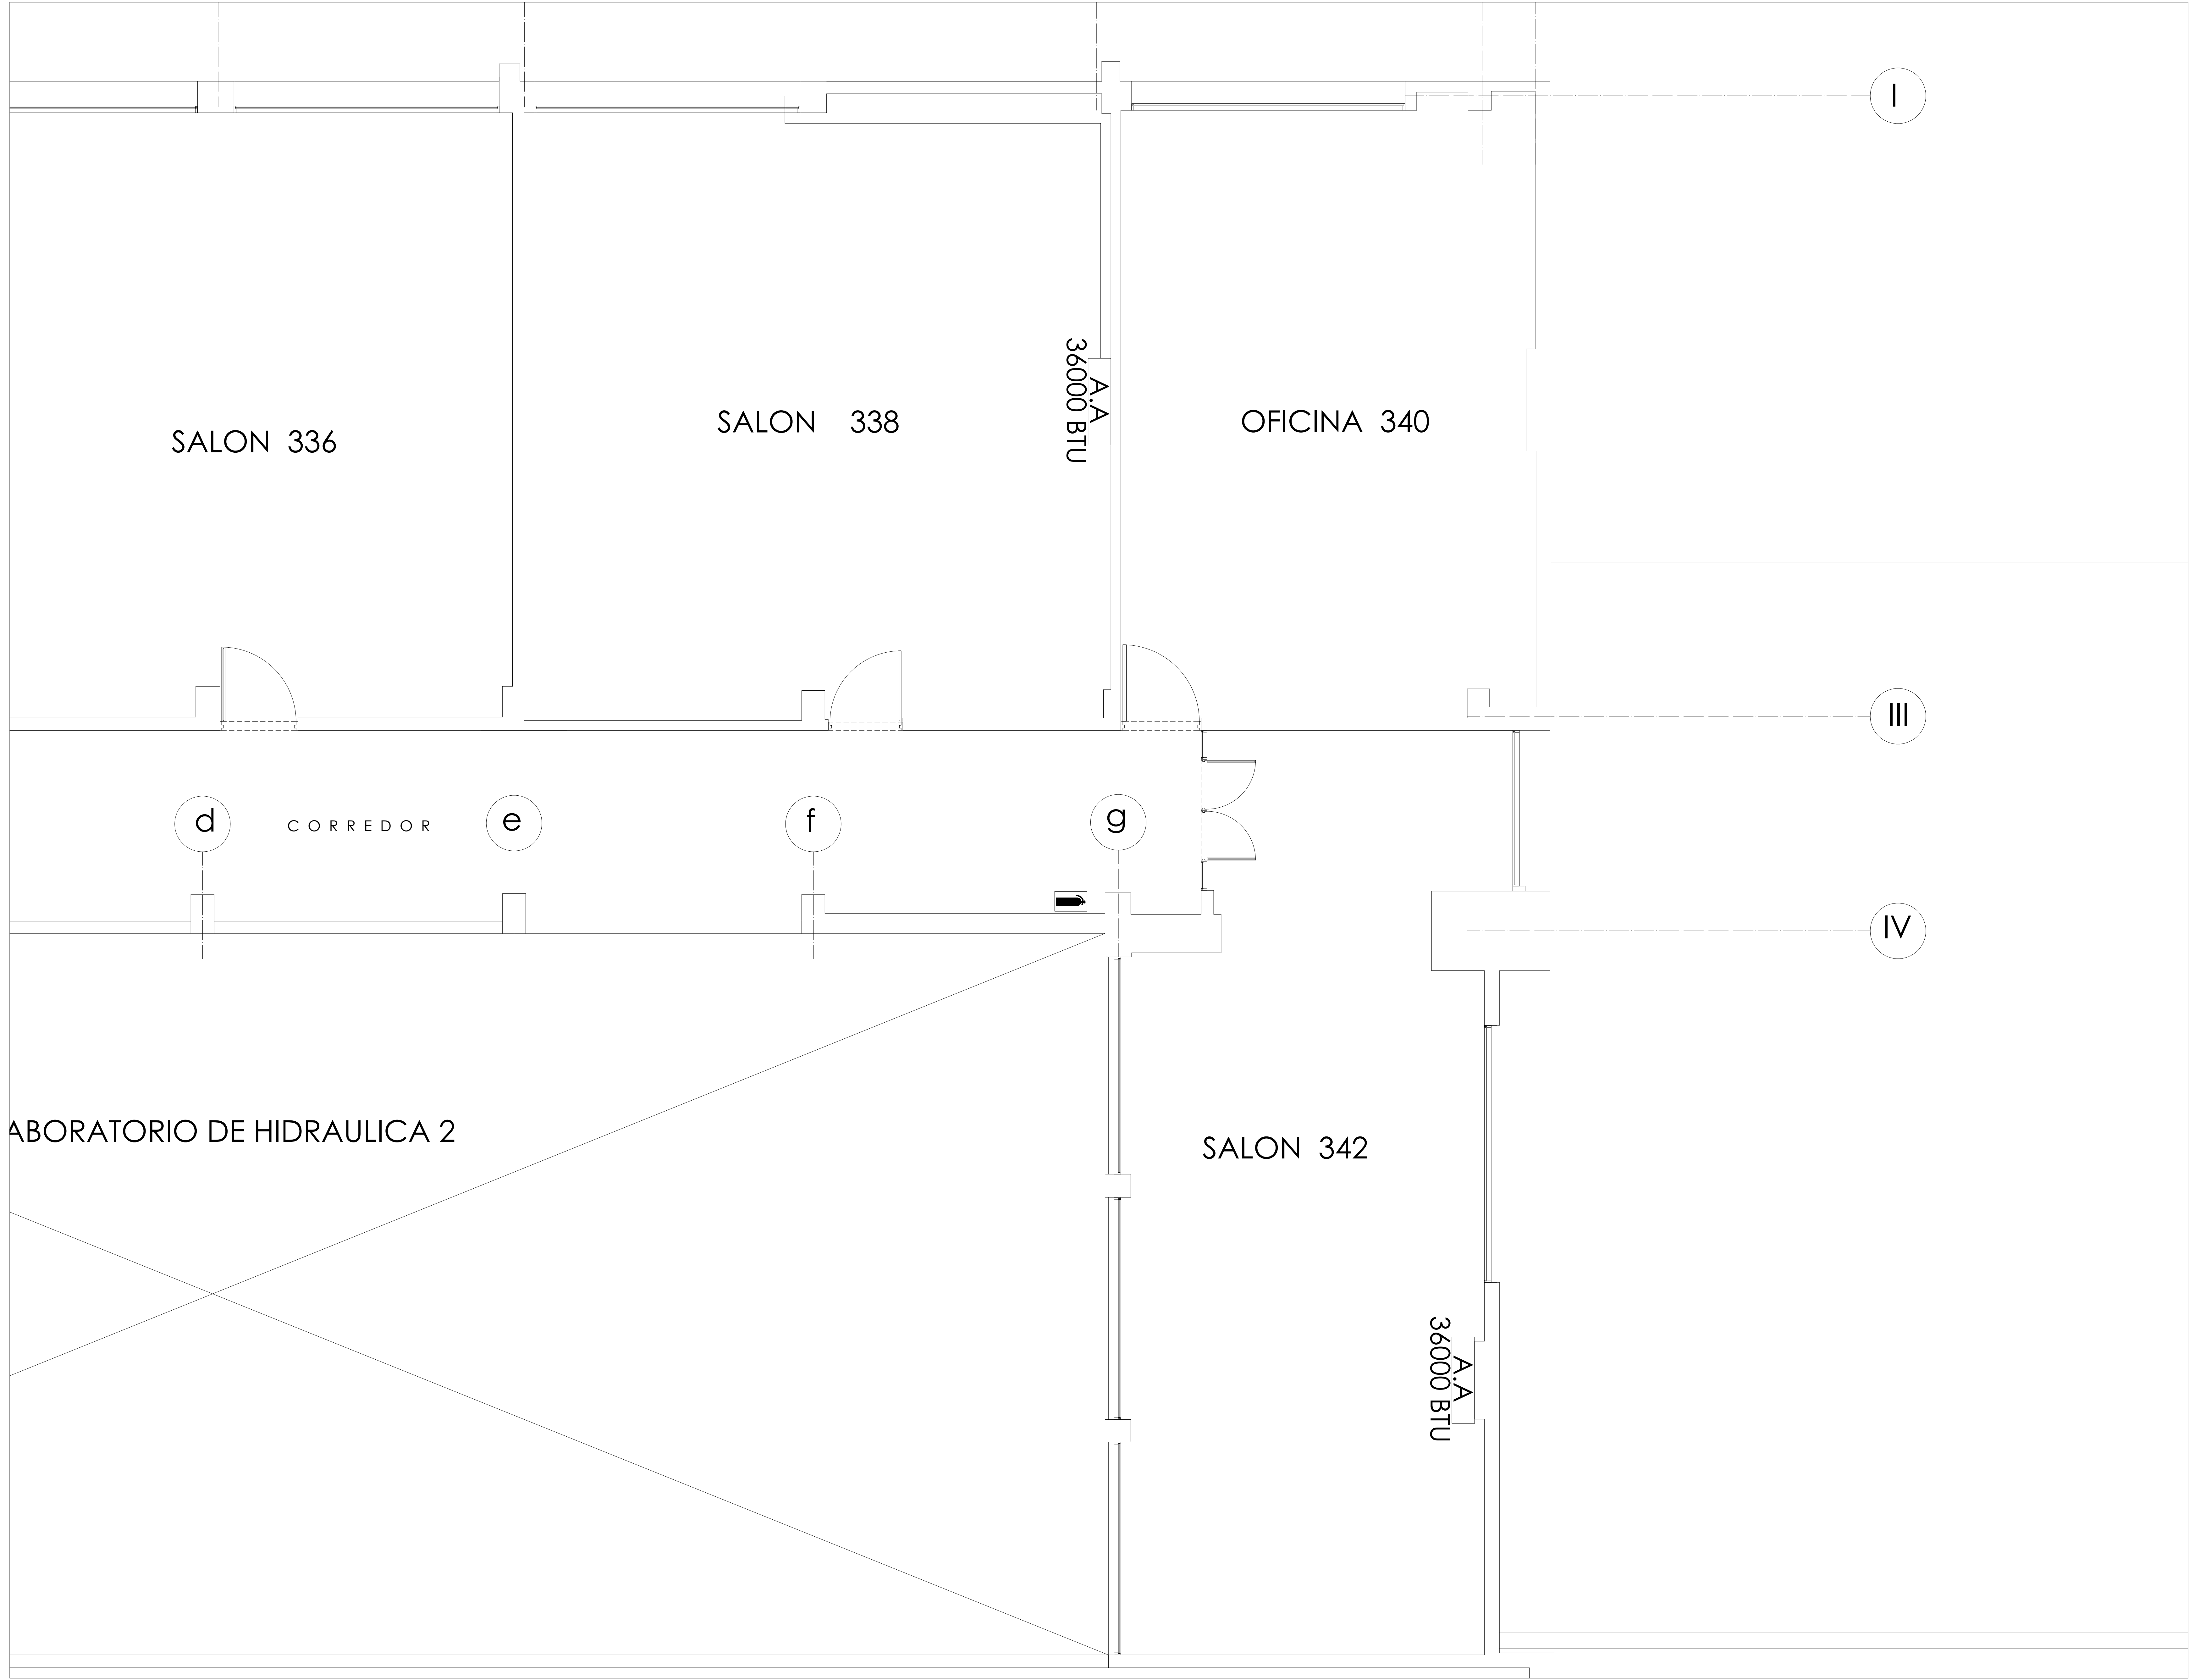 I
36000 BTU
A.A
SALON 338
OFICINA 340
SALON 336
III
d
CORREDOR
e
f
g
IV
ABORATORIO DE HIDRAULICA 2
SALON 342
36000 BTU
A.A